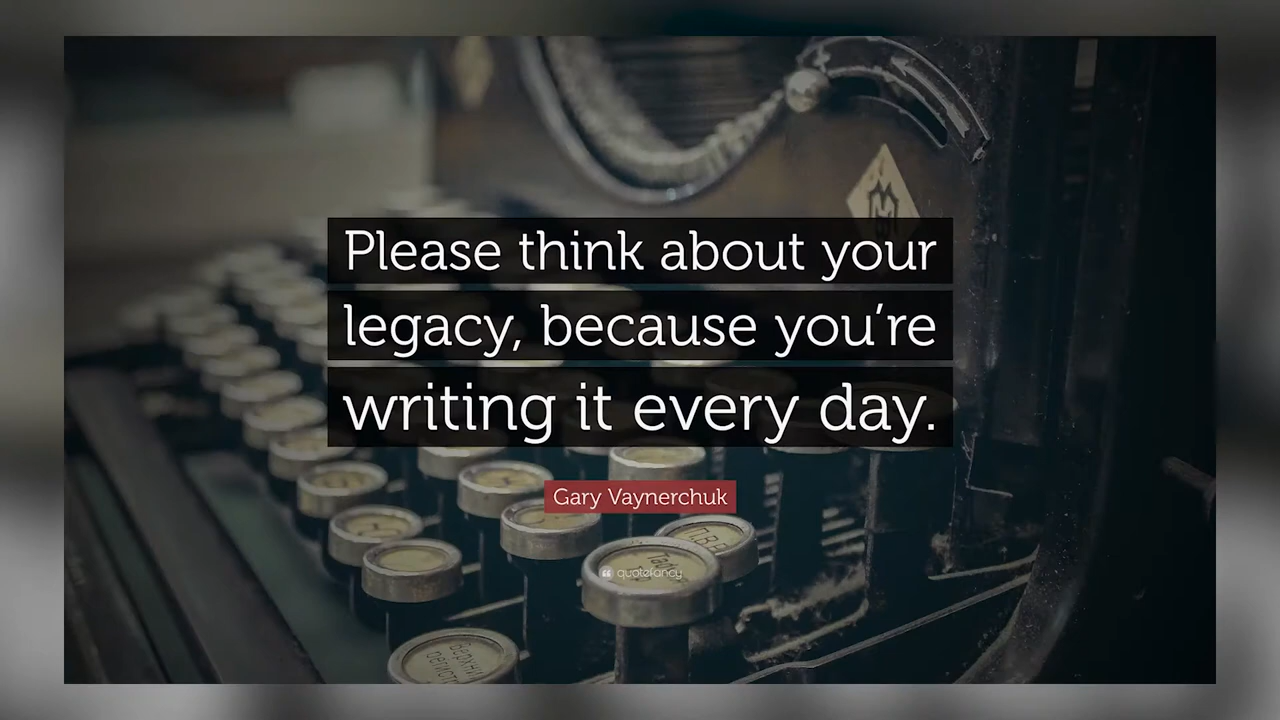 Please think about your
legacy, because you’re
writing it every day.
Gary Vaynerchuk
quotefancy